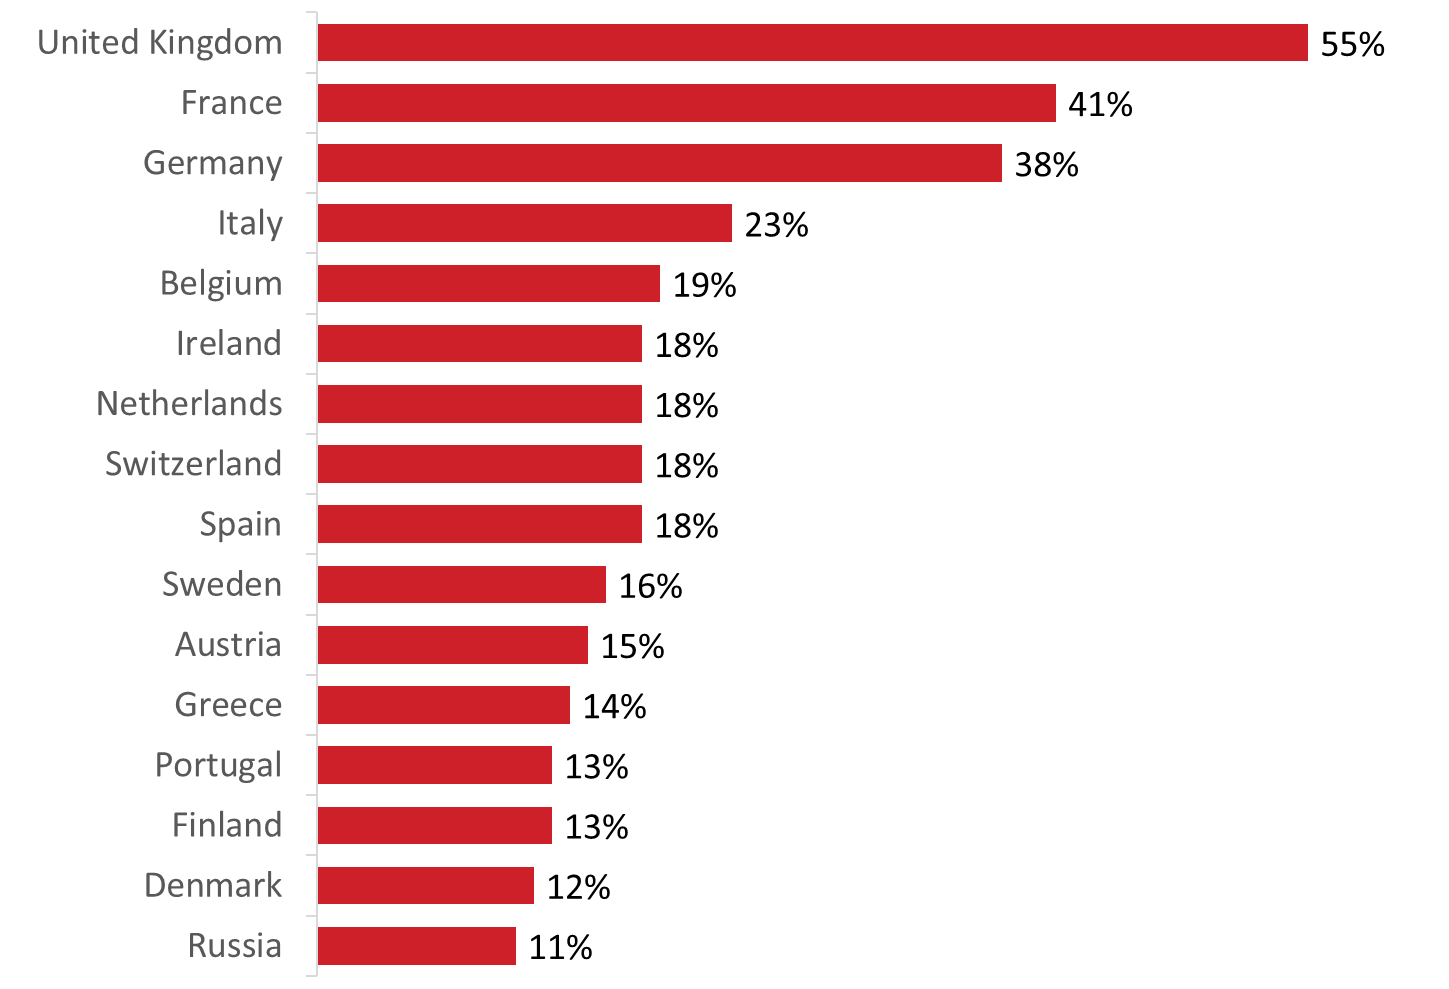 United Kingdom 55%
France 41%
Germany 38%
Italy 23%
Belgium 19%
Ireland 18%
Netherlands 18%
Switzerland 18%
Spain 18%
Sweden 16%
Austria 15%
Greece 14%
Portugal 13%
Finland 13%
Denmark 12%
Russia 11%